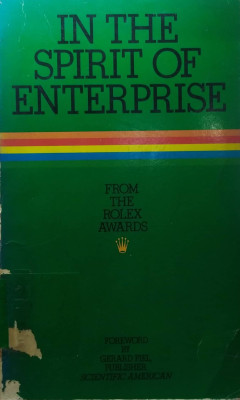 IN THE
SPIRIT OF
ENTERPRISE
FROM
THE
ROLEX
AWARDS
FOREWORD
BY
GERARD PIEL
PUBLISHER
SCIENTIFIC AMERICAN